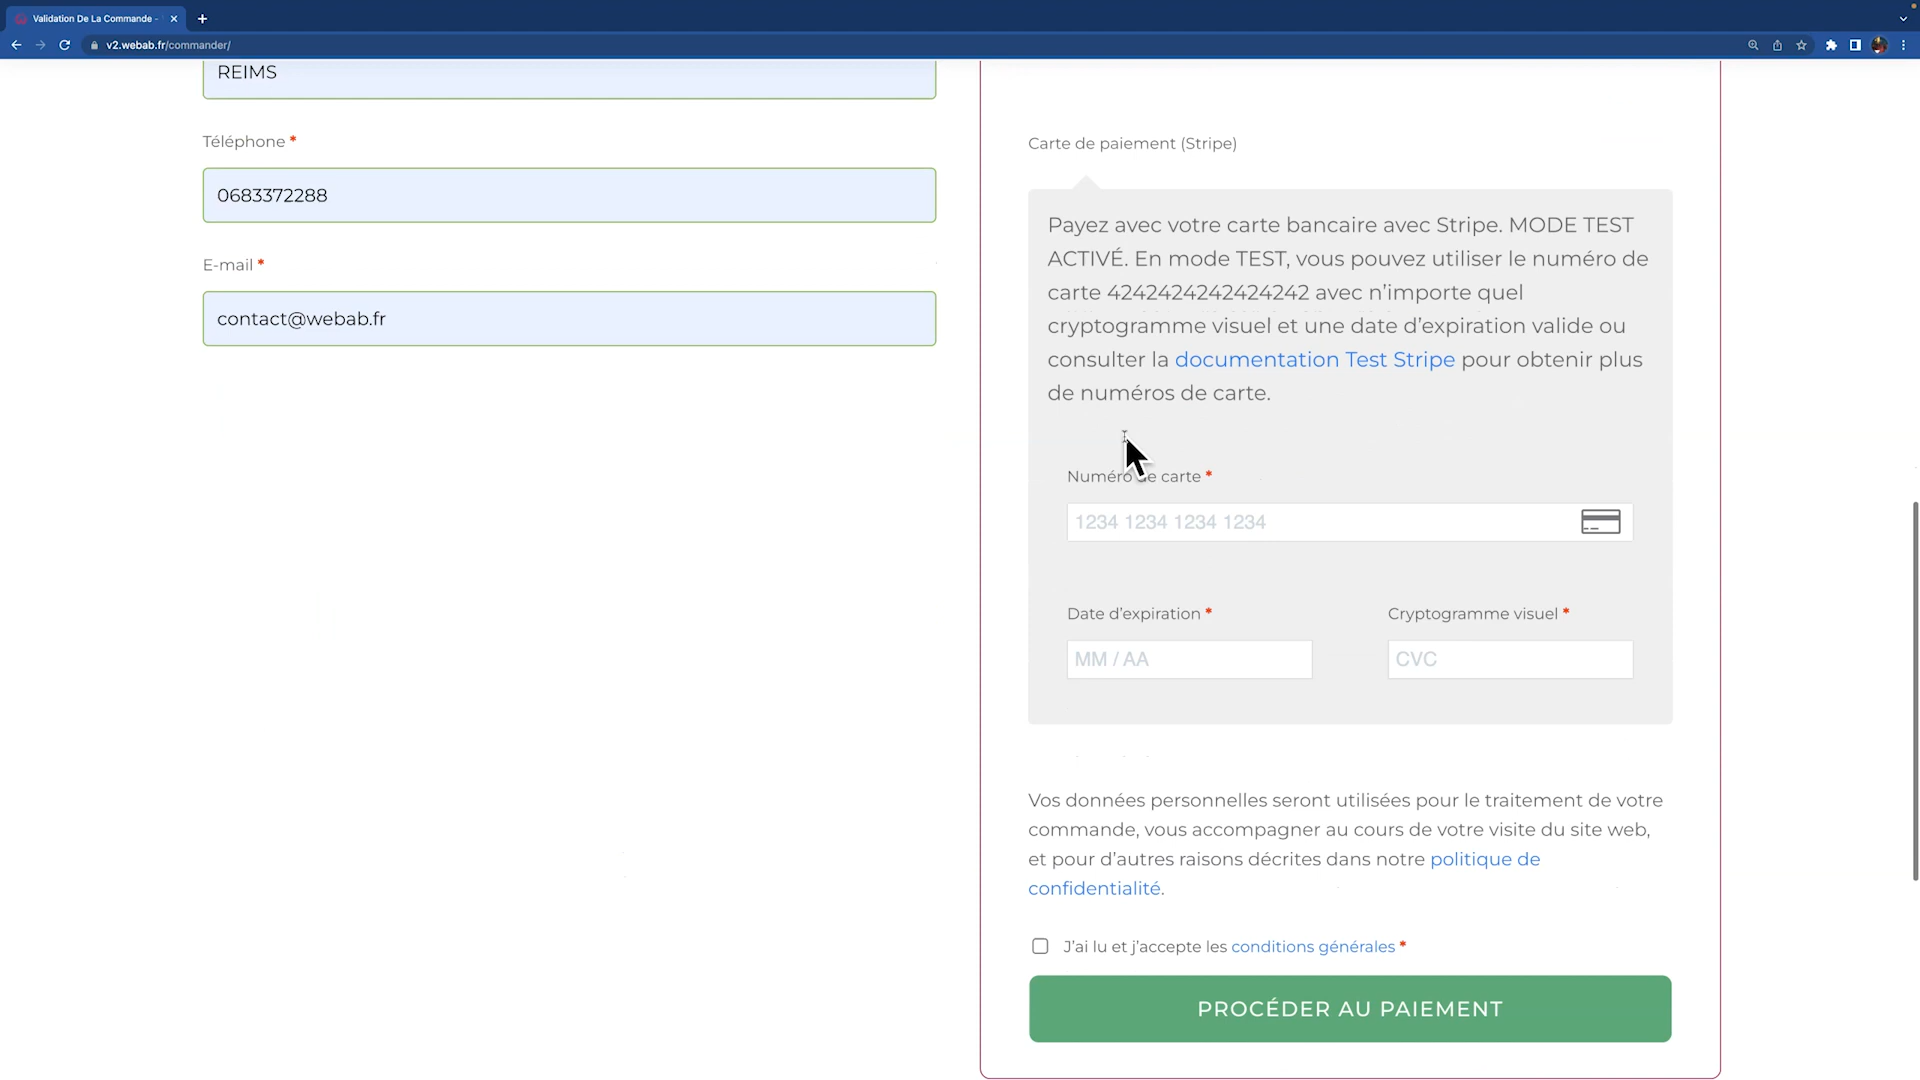 Validation De La Commande -
v2.webab.fr/commander/
REIMS
Téléphone *
0683372288
E-mail *
contact@webab.fr
Carte de paiement (Stripe)
Payez avec votre carte bancaire avec Stripe. MODE TEST
ACTIVÉ. En mode TEST, vous pouvez utiliser le numéro de
carte 4242424242424242 avec n’importe quel
cryptogramme visuel et une date d’expiration valide ou
consulter la documentation Test Stripe pour obtenir plus
de numéros de carte.
Numéro de carte *
1234 1234 1234 1234
Date d’expiration *
Cryptogramme visuel *
MM / AA
CVC
Vos données personnelles seront utilisées pour le traitement de votre
commande, vous accompagner au cours de votre visite du site web,
et pour d’autres raisons décrites dans notre politique de
confidentialité.
J’ai lu et j’accepte les conditions générales *
PROCÉDER AU PAIEMENT